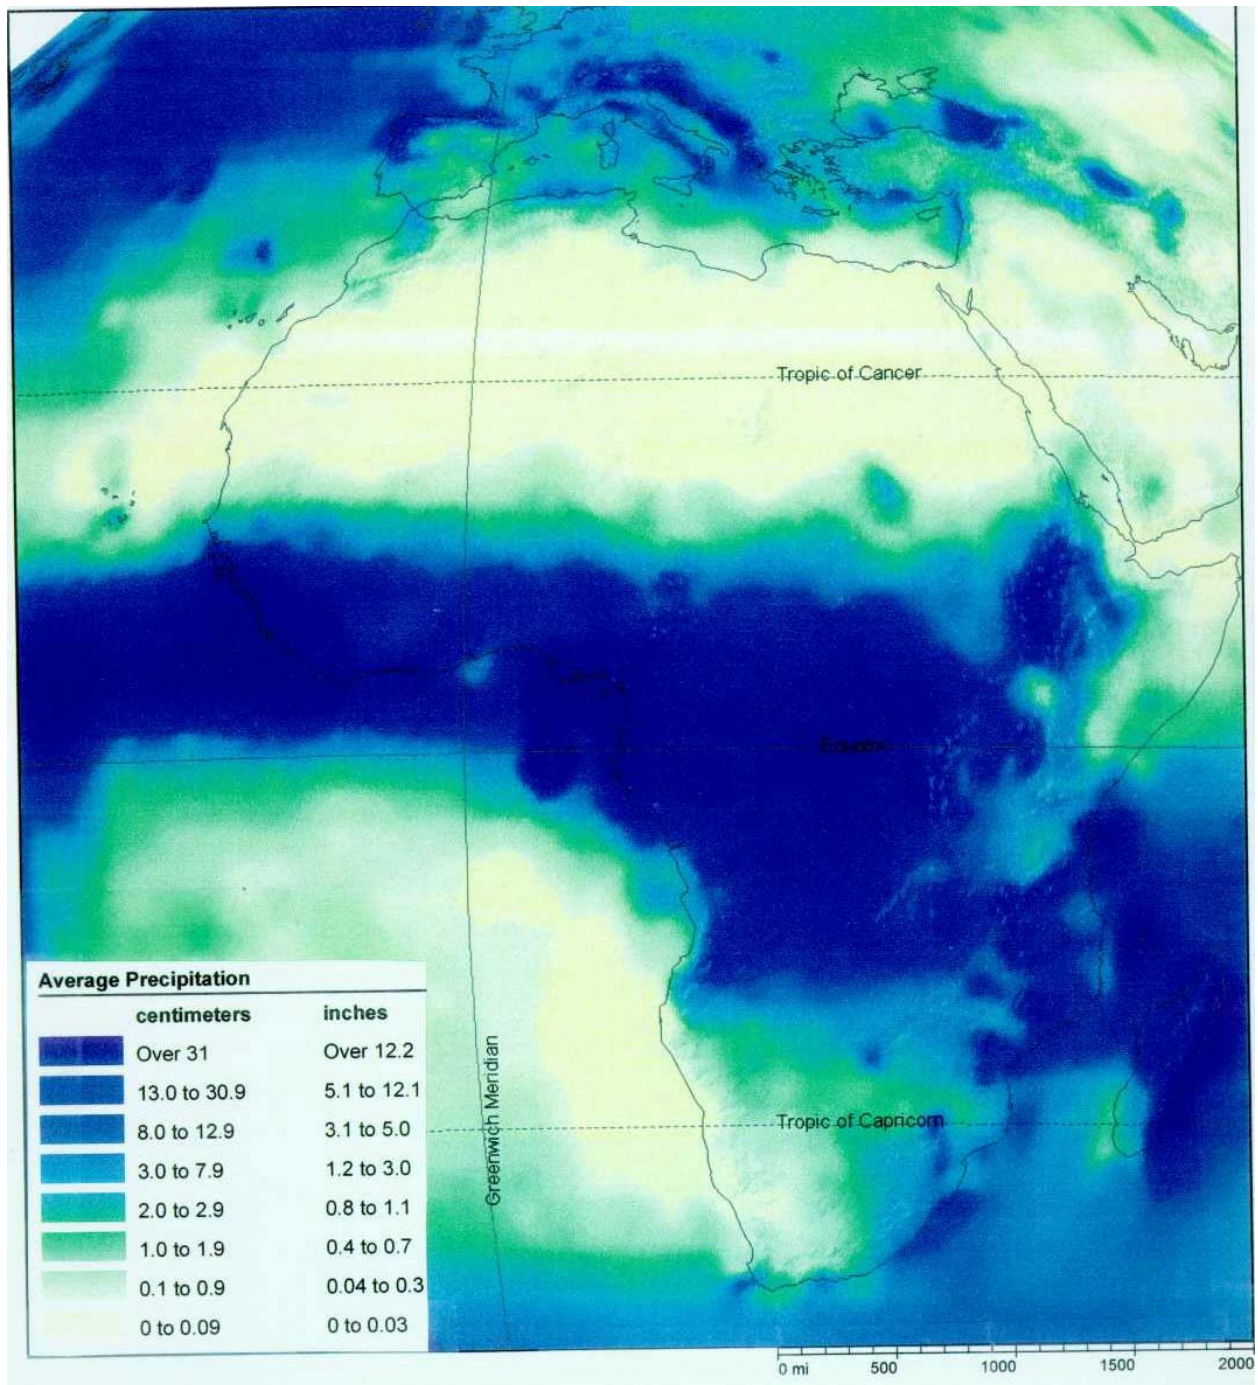 Tropic of Cancer
Equator
Tropic of Capricorn
Greenwich Meridian
Average Precipitation
centimeters inches
Over 31 Over 12.2
13.0 to 30.9 5.1 to 12.1
8.0 to 12.9 3.1 to 5.0
3.0 to 7.9 1.2 to 3.0
2.0 to 2.9 0.8 to 1.1
1.0 to 1.9 0.4 to 0.7
0.1 to 0.9 0.04 to 0.3
0 to 0.09 0 to 0.03
0 mi 500 1000 1500 2000